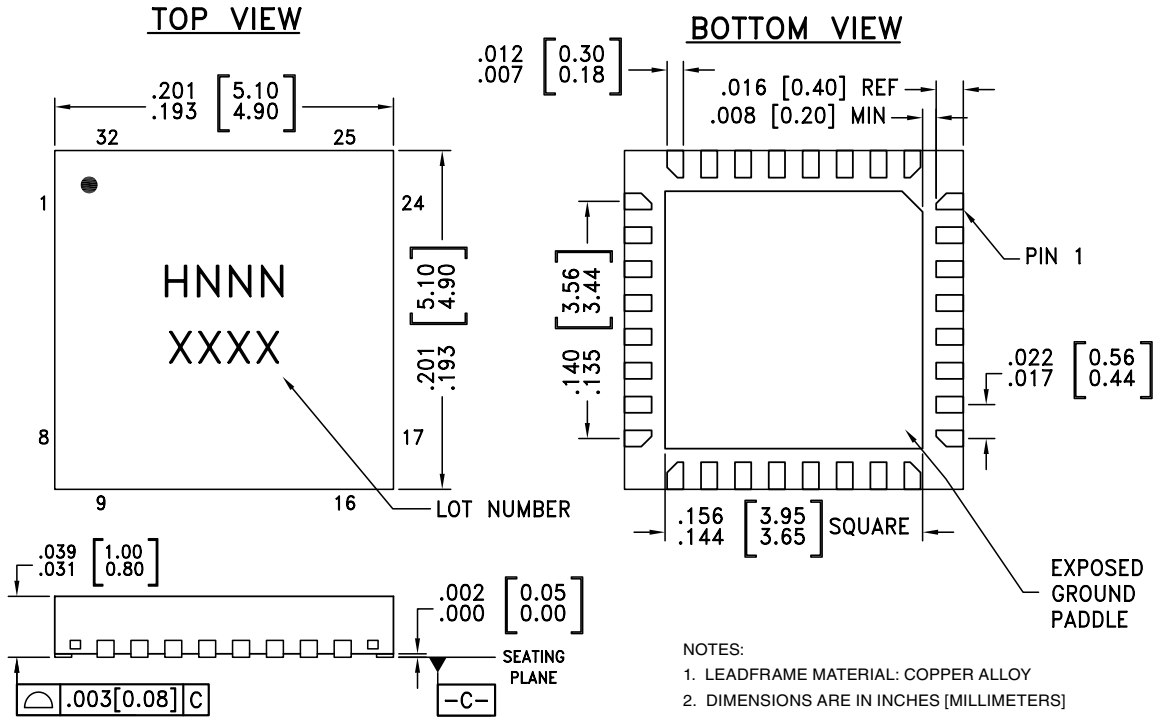 TOP VIEW
.201 [5.10]
.193 [4.90]
32 25
1 24
HNNN
XXXX
[5.10]
[4.90]
.201
.193
8 17
9 16
LOT NUMBER
.039 [1.00]
.031 [0.80]
.002 [0.05]
.000 [0.00]
SEATING
PLANE
.003[0.08] C
-C-
BOTTOM VIEW
.012 [0.30]
.007 [0.18]
.016 [0.40] REF
.008 [0.20] MIN
PIN 1
[3.56]
[3.44]
.140
.135
.022 [0.56]
.017 [0.44]
.156 [3.95]
.144 [3.65]
SQUARE
EXPOSED
GROUND
PADDLE
NOTES:
1. LEADFRAME MATERIAL: COPPER ALLOY
2. DIMENSIONS ARE IN INCHES [MILLIMETERS]